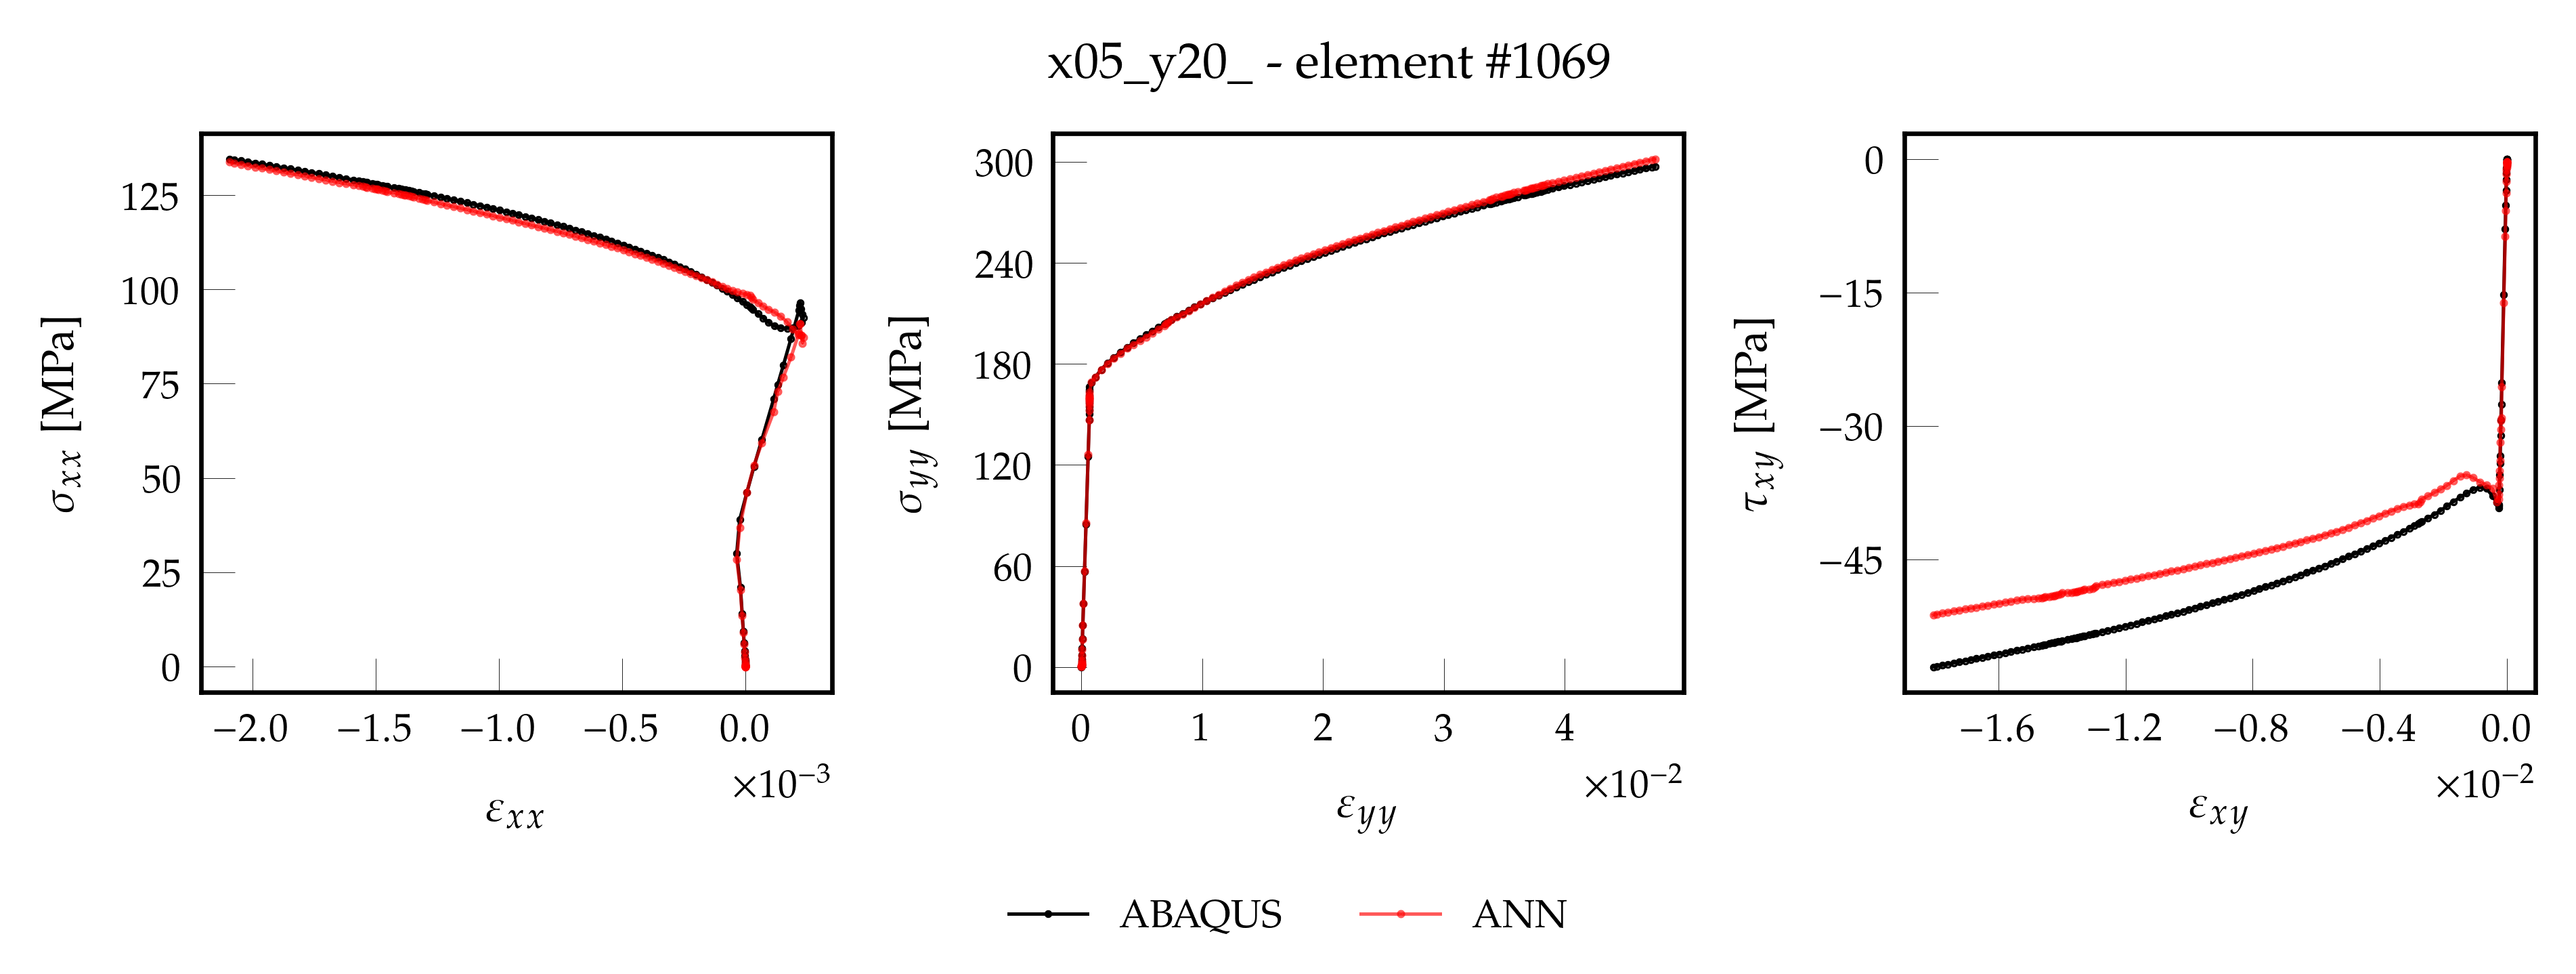 x05_y20_ - element #1069
σxx [MPa]
125
100
75
50
25
0
−2.0 −1.5 −1.0 −0.5 0.0
×10−3
εxx
σyy [MPa]
300
240
180
120
60
0
0 1 2 3 4
×10−2
εyy
τxy [MPa]
0
−15
−30
−45
−1.6 −1.2 −0.8 −0.4 0.0
×10−2
εxy
ABAQUS ANN